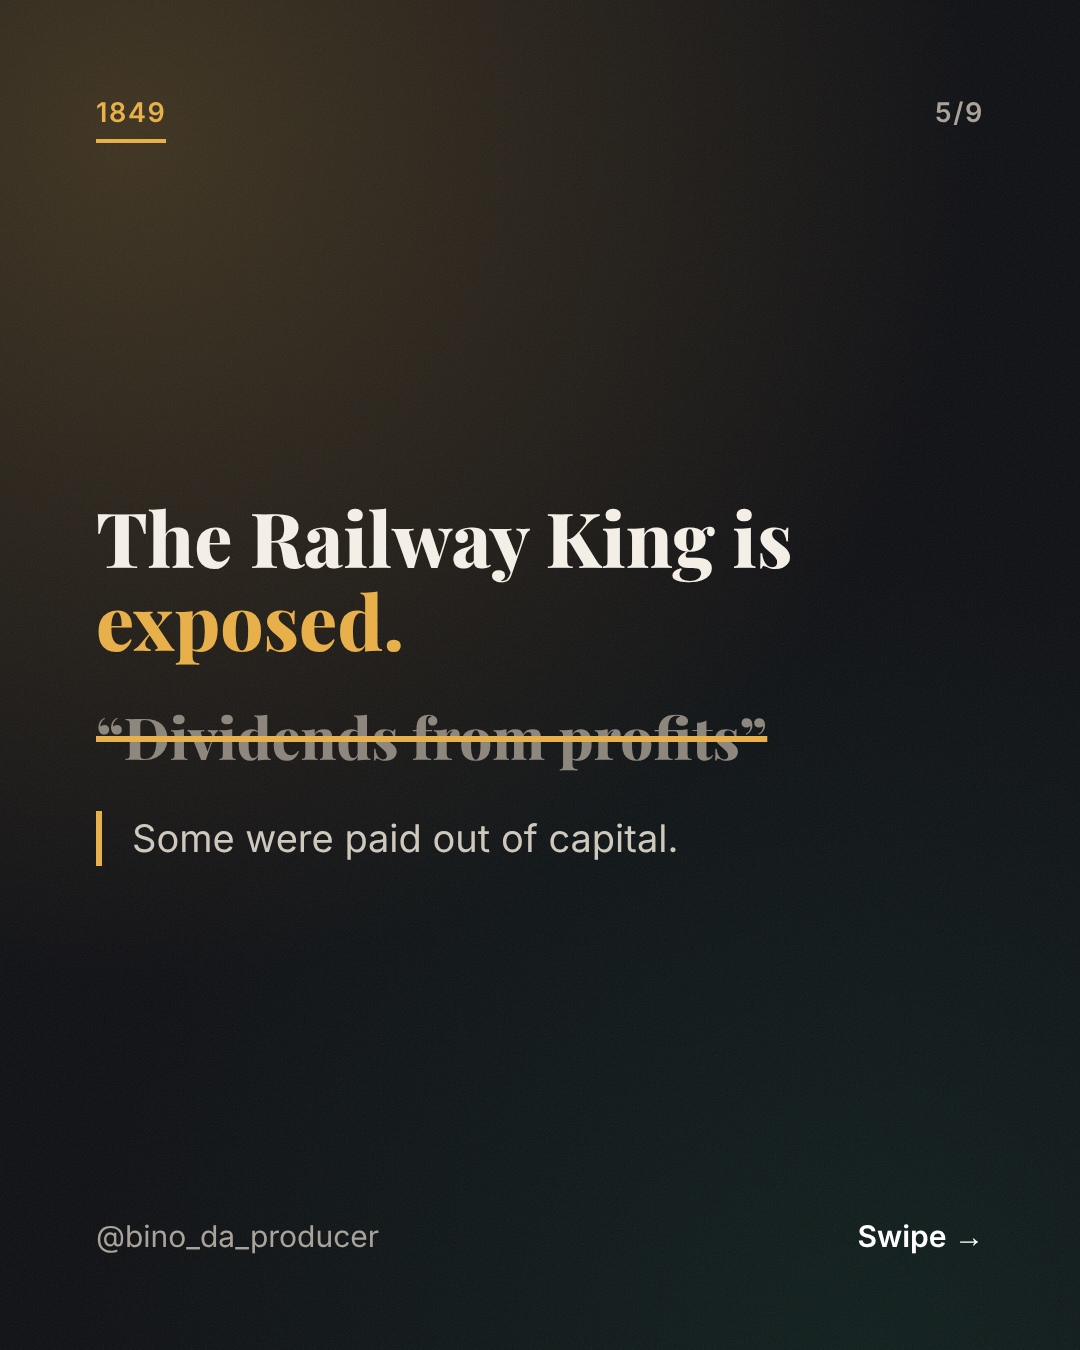 1849
5/9
The Railway King is
exposed.
“Dividends from profits”
Some were paid out of capital.
@bino_da_producer
Swipe →